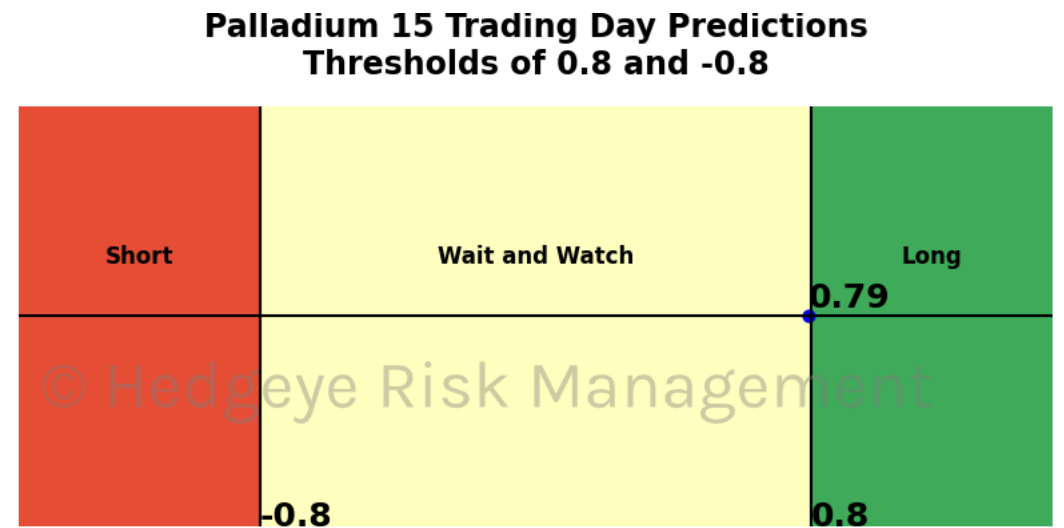 Palladium 15 Trading Day Predictions
Thresholds of 0.8 and -0.8
Short
Wait and Watch
Long
0.79
© Hedgeye Risk Management
-0.8
0.8